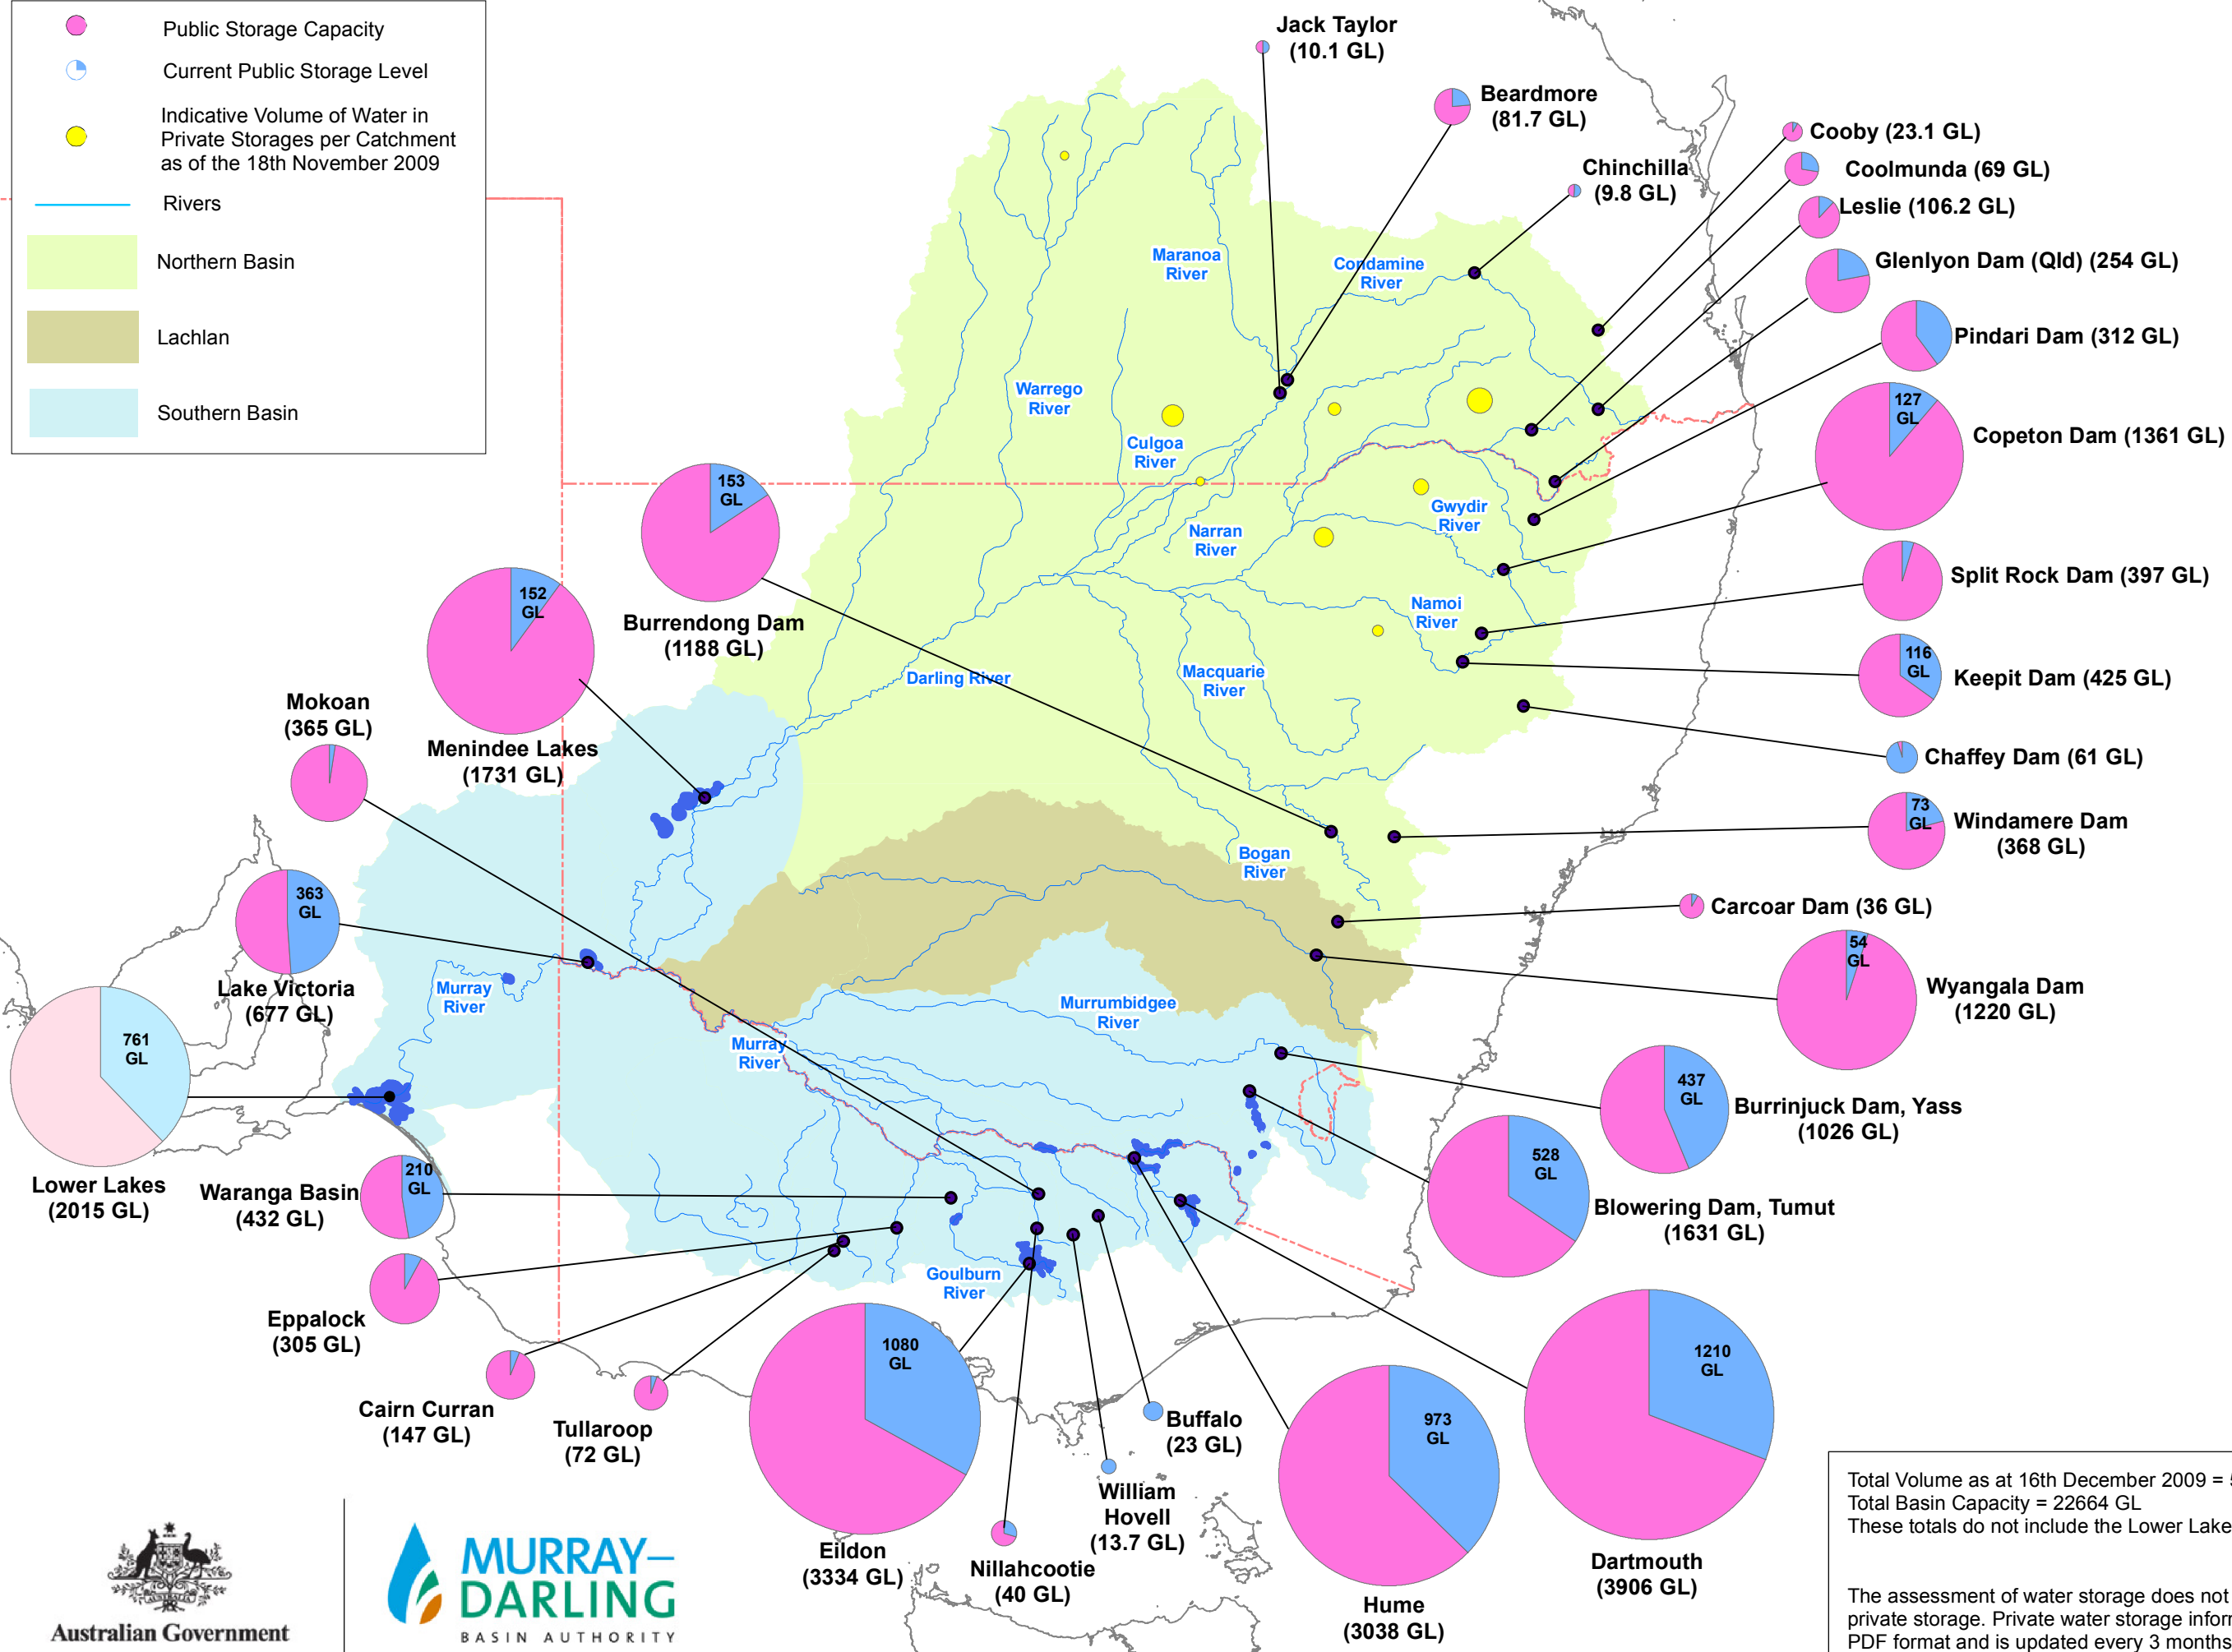 Public Storage Capacity
Current Public Storage Level
Indicative Volume of Water in
Private Storages per Catchment
as of the 18th November 2009
Rivers
Northern Basin
Lachlan
Southern Basin
Jack Taylor
(10.1 GL)
Beardmore
(81.7 GL)
Chinchilla
(9.8 GL)
Cooby (23.1 GL)
Coolmunda (69 GL)
Leslie (106.2 GL)
Glenlyon Dam (Qld) (254 GL)
Pindari Dam (312 GL)
127
GL
Copeton Dam (1361 GL)
Split Rock Dam (397 GL)
116
GL
Keepit Dam (425 GL)
Chaffey Dam (61 GL)
73
GL
Windamere Dam
(368 GL)
Carcoar Dam (36 GL)
54
GL
Wyangala Dam
(1220 GL)
437
GL
Burrinjuck Dam, Yass
(1026 GL)
528
GL
Blowering Dam, Tumut
(1631 GL)
1210
GL
Dartmouth
(3906 GL)
973
GL
Hume
(3038 GL)
Buffalo
(23 GL)
William
Hovell
(13.7 GL)
Nillahcootie
(40 GL)
1080
GL
Eildon
(3334 GL)
Tullaroop
(72 GL)
Cairn Curran
(147 GL)
Eppalock
(305 GL)
210
GL
Waranga Basin
(432 GL)
761
GL
Lower Lakes
(2015 GL)
363
GL
Lake Victoria
(677 GL)
Mokoan
(365 GL)
152
GL
Menindee Lakes
(1731 GL)
153
GL
Burrendong Dam
(1188 GL)
Maranoa
River
Condamine
River
Warrego
River
Culgoa
River
Narran
River
Gwydir
River
Namoi
River
Macquarie
River
Darling River
Bogan
River
Murray
River
Murrumbidgee
River
Murray
River
Goulburn
River
Australian Government
MURRAY–
DARLING
BASIN AUTHORITY
Total Volume as at 16th December 2009 =
Total Basin Capacity = 22664 GL
These totals do not include the Lower Lake
The assessment of water storage does not
private storage. Private water storage infor
PDF format and is updated every 3 months